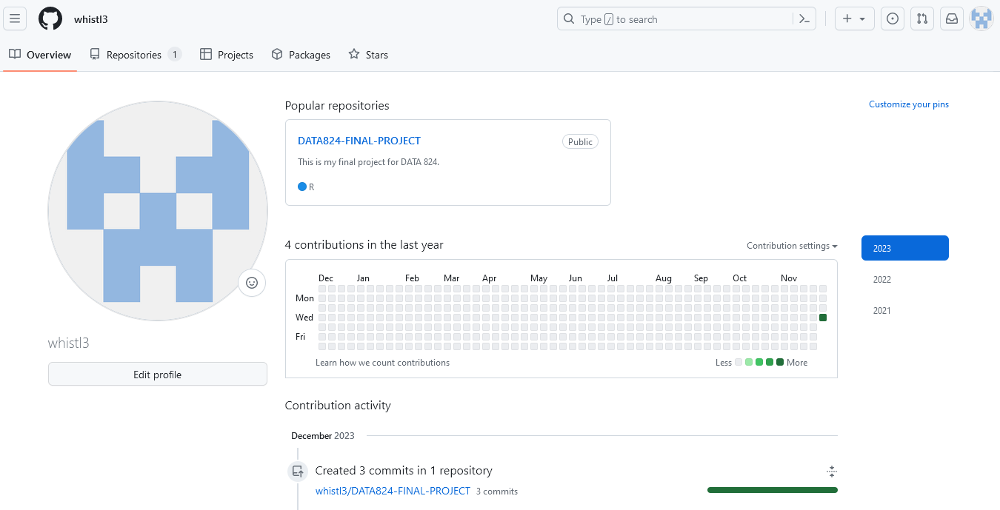 whistl3
Type / to search
Overview Repositories 1 Projects Packages Stars
Popular repositories
Customize your pins
DATA824-FINAL-PROJECT Public
This is my final project for DATA 824.
R
4 contributions in the last year
Contribution settings
2023
2022
2021
Dec Jan Feb Mar Apr May Jun Jul Aug Sep Oct Nov
Mon
Wed
Fri
Learn how we count contributions
Less More
whistl3
Edit profile
Contribution activity
December 2023
Created 3 commits in 1 repository
whistl3/DATA824-FINAL-PROJECT 3 commits